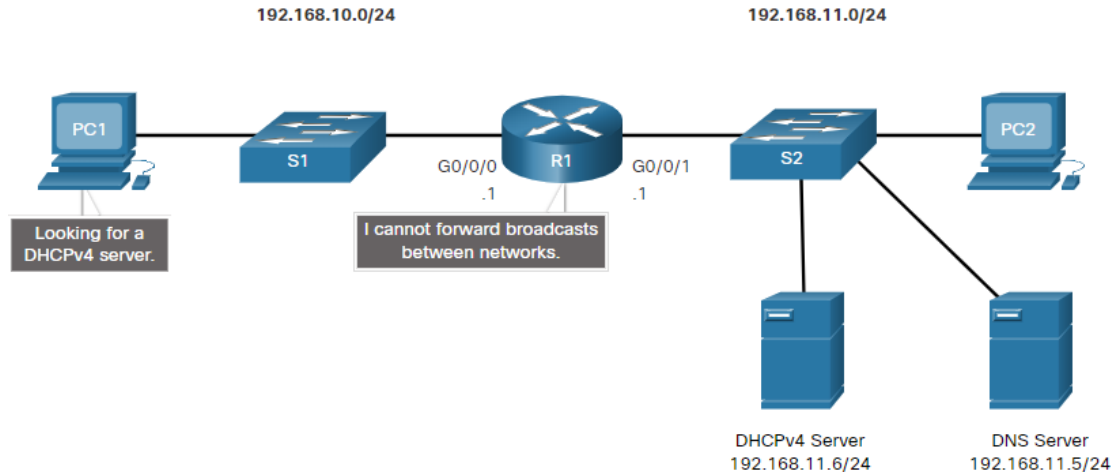 192.168.10.0/24
192.168.11.0/24
PC1
S1
G0/0/0
.1
R1
G0/0/1
.1
S2
PC2
Looking for a
DHCPv4 server.
I cannot forward broadcasts
between networks.
DHCPv4 Server
192.168.11.6/24
DNS Server
192.168.11.5/24